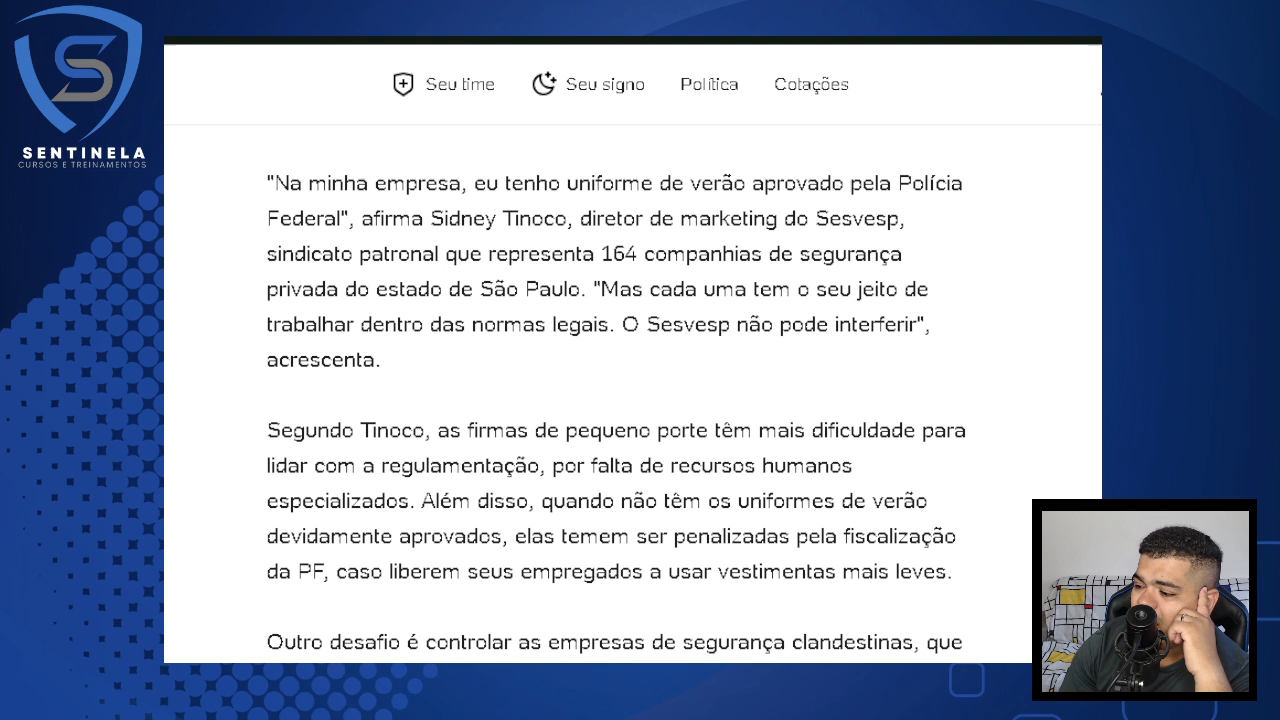 SENTINELA
CURSOS E TREINAMENTOS
Seu time
Seu signo
Política
Cotações
"Na minha empresa, eu tenho uniforme de verão aprovado pela Polícia
Federal", afirma Sidney Tinoco, diretor de marketing do Sesvesp,
sindicato patronal que representa 164 companhias de segurança
privada do estado de São Paulo. "Mas cada uma tem o seu jeito de
trabalhar dentro das normas legais. O Sesvesp não pode interferir",
acrescenta.
Segundo Tinoco, as firmas de pequeno porte têm mais dificuldade para
lidar com a regulamentação, por falta de recursos humanos
especializados. Além disso, quando não têm os uniformes de verão
devidamente aprovados, elas temem ser penalizadas pela fiscalização
da PF, caso liberem seus empregados a usar vestimentas mais leves.
Outro desafio é controlar as empresas de segurança clandestinas, que